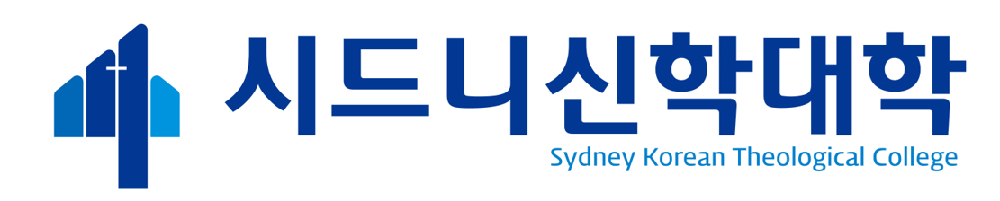 시드니신학대학
Sydney Korean Theological College